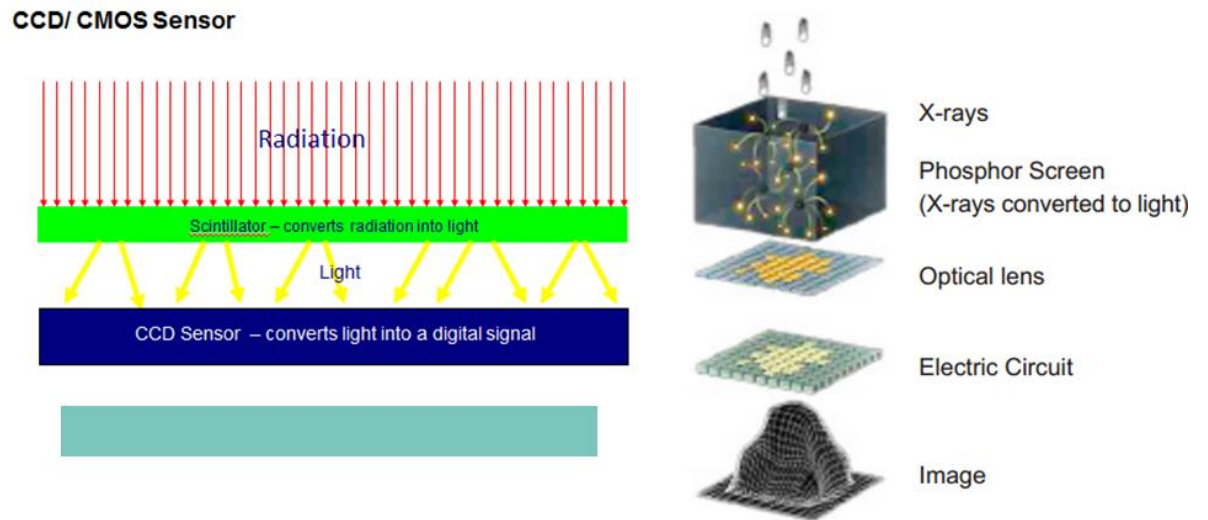 CCD/ CMOS Sensor
Radiation
Scintillator – converts radiation into light
Light
CCD Sensor – converts light into a digital signal
X-rays
Phosphor Screen
(X-rays converted to light)
Optical lens
Electric Circuit
Image